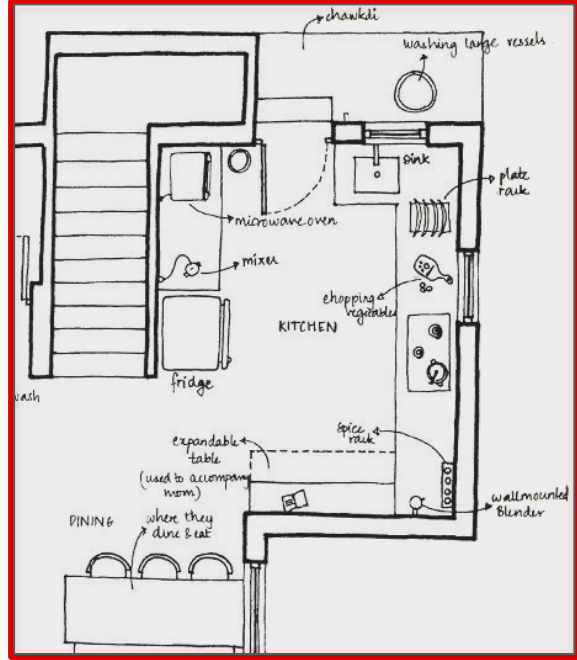 chawkdi
washing large vessels
sink
plate
rack
microwave oven
mixer
chopping
vegetables
KITCHEN
fridge
wash
spice
rack
expandable
table
(used to accompany
mom)
wallmounted
Blender
DINING
where they
dine & eat